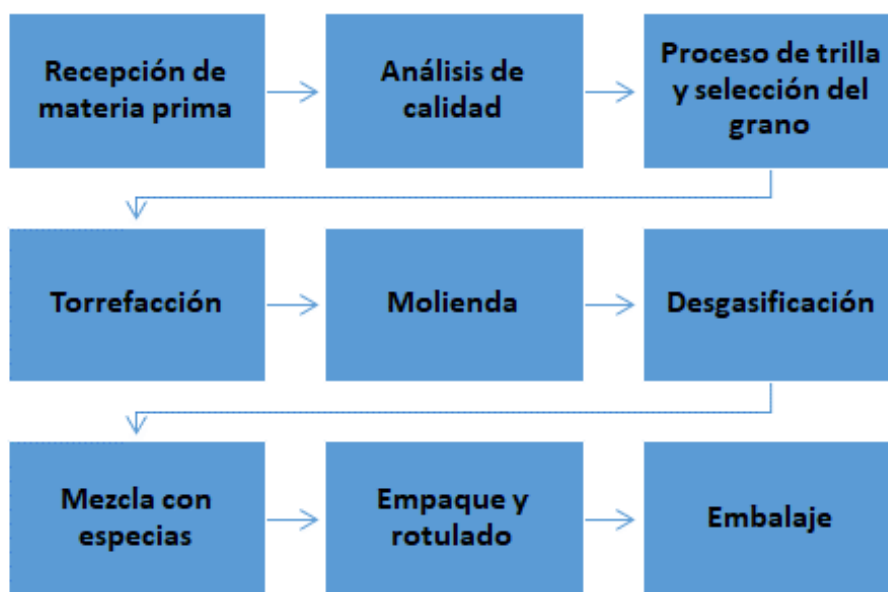 Recepción de
materia prima
Análisis de
calidad
Proceso de trilla
y selección del
grano
Torrefacción
Molienda
Desgasificación
Mezcla con
especias
Empaque y
rotulado
Embalaje